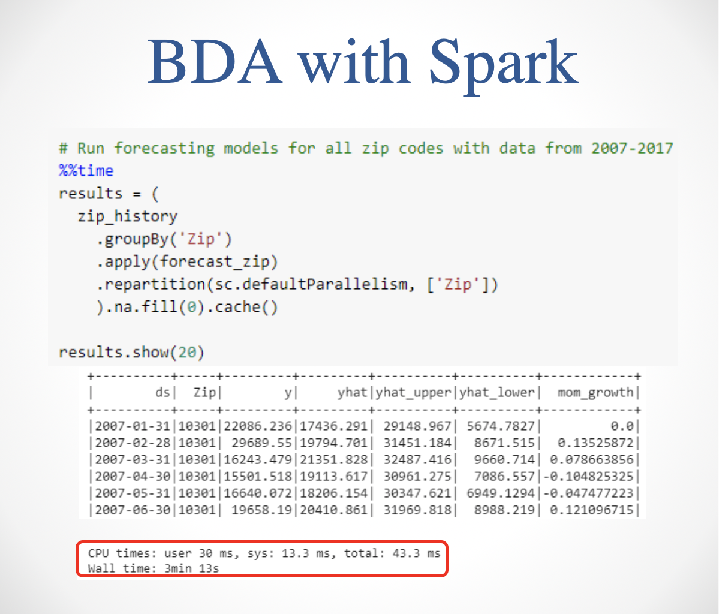 BDA with Spark
# Run forecasting models for all zip codes with data from 2007-2017
%%time
results = (
  zip_history
    .groupBy('Zip')
    .apply(forecast_zip)
    .repartition(sc.defaultParallelism, ['Zip'])
    ).na.fill(0).cache()
results.show(20)
+----------+-----+---------+---------+----------+----------+------------+
|        ds|  Zip|        y|     yhat|yhat_upper|yhat_lower|  mom_growth|
+----------+-----+---------+---------+----------+----------+------------+
|2007-01-31|10301|22086.236|17436.291| 29148.967| 5674.7827|         0.0|
|2007-02-28|10301| 29689.55|19794.701| 31451.184|  8671.515|  0.13525872|
|2007-03-31|10301|16243.479|21351.828| 32487.416|  9660.714| 0.078663856|
|2007-04-30|10301|15501.518|19113.617| 30961.275|  7086.557|-0.104825325|
|2007-05-31|10301|16640.072|18206.154| 30347.621| 6949.1294|-0.047477223|
|2007-06-30|10301| 19658.19|20410.861| 31969.818|  8988.219| 0.121096715|
CPU times: user 30 ms, sys: 13.3 ms, total: 43.3 ms
Wall time: 3min 13s